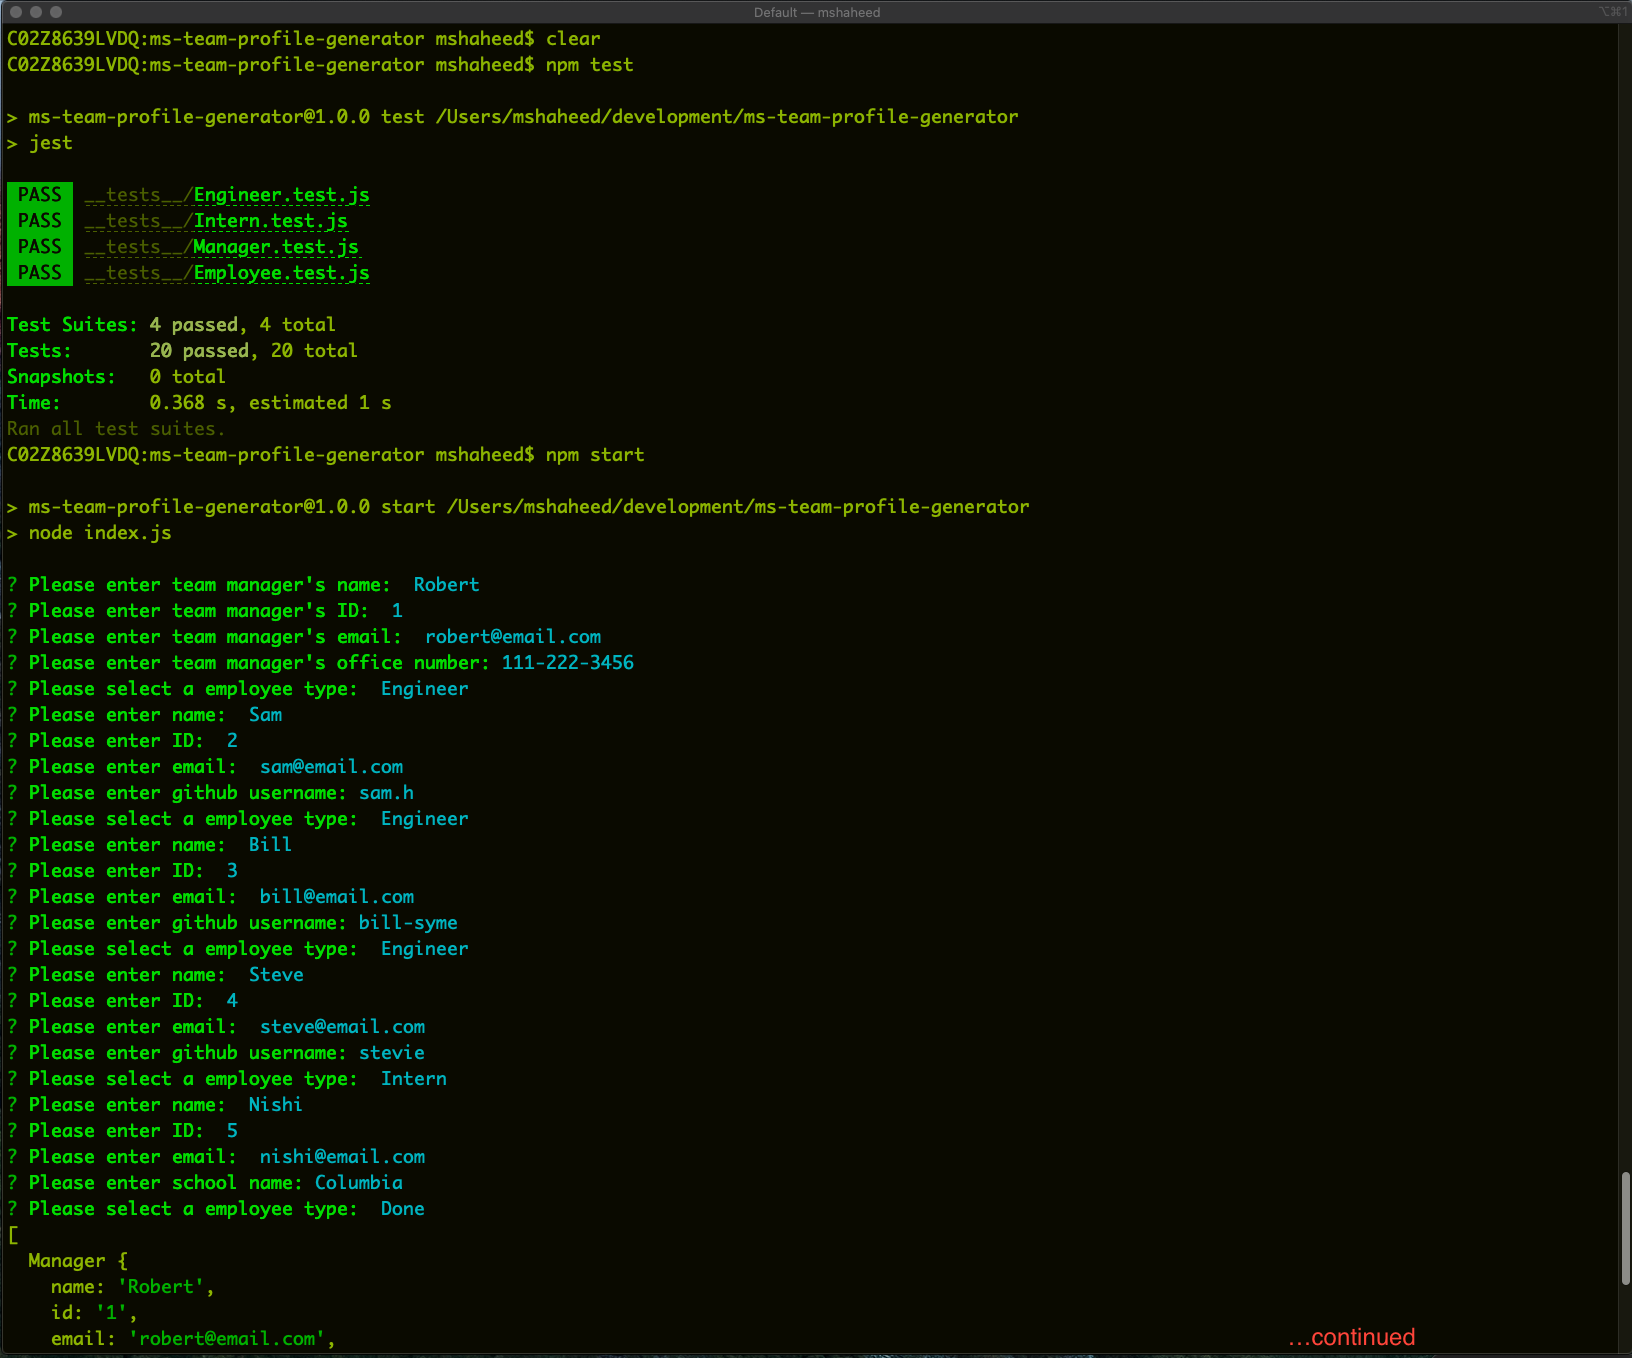 Default — mshaheed
⌥⌘1
C02Z8639LVDQ:ms-team-profile-generator mshaheed$ clear
C02Z8639LVDQ:ms-team-profile-generator mshaheed$ npm test
> ms-team-profile-generator@1.0.0 test /Users/mshaheed/development/ms-team-profile-generator
> jest
PASS __tests__/Engineer.test.js
PASS __tests__/Intern.test.js
PASS __tests__/Manager.test.js
PASS __tests__/Employee.test.js
Test Suites: 4 passed, 4 total
Tests: 20 passed, 20 total
Snapshots: 0 total
Time: 0.368 s, estimated 1 s
Ran all test suites.
C02Z8639LVDQ:ms-team-profile-generator mshaheed$ npm start
> ms-team-profile-generator@1.0.0 start /Users/mshaheed/development/ms-team-profile-generator
> node index.js
? Please enter team manager's name: Robert
? Please enter team manager's ID: 1
? Please enter team manager's email: robert@email.com
? Please enter team manager's office number: 111-222-3456
? Please select a employee type: Engineer
? Please enter name: Sam
? Please enter ID: 2
? Please enter email: sam@email.com
? Please enter github username: sam.h
? Please select a employee type: Engineer
? Please enter name: Bill
? Please enter ID: 3
? Please enter email: bill@email.com
? Please enter github username: bill-syme
? Please select a employee type: Engineer
? Please enter name: Steve
? Please enter ID: 4
? Please enter email: steve@email.com
? Please enter github username: stevie
? Please select a employee type: Intern
? Please enter name: Nishi
? Please enter ID: 5
? Please enter email: nishi@email.com
? Please enter school name: Columbia
? Please select a employee type: Done
[
Manager {
name: 'Robert',
id: '1',
email: 'robert@email.com',
...continued